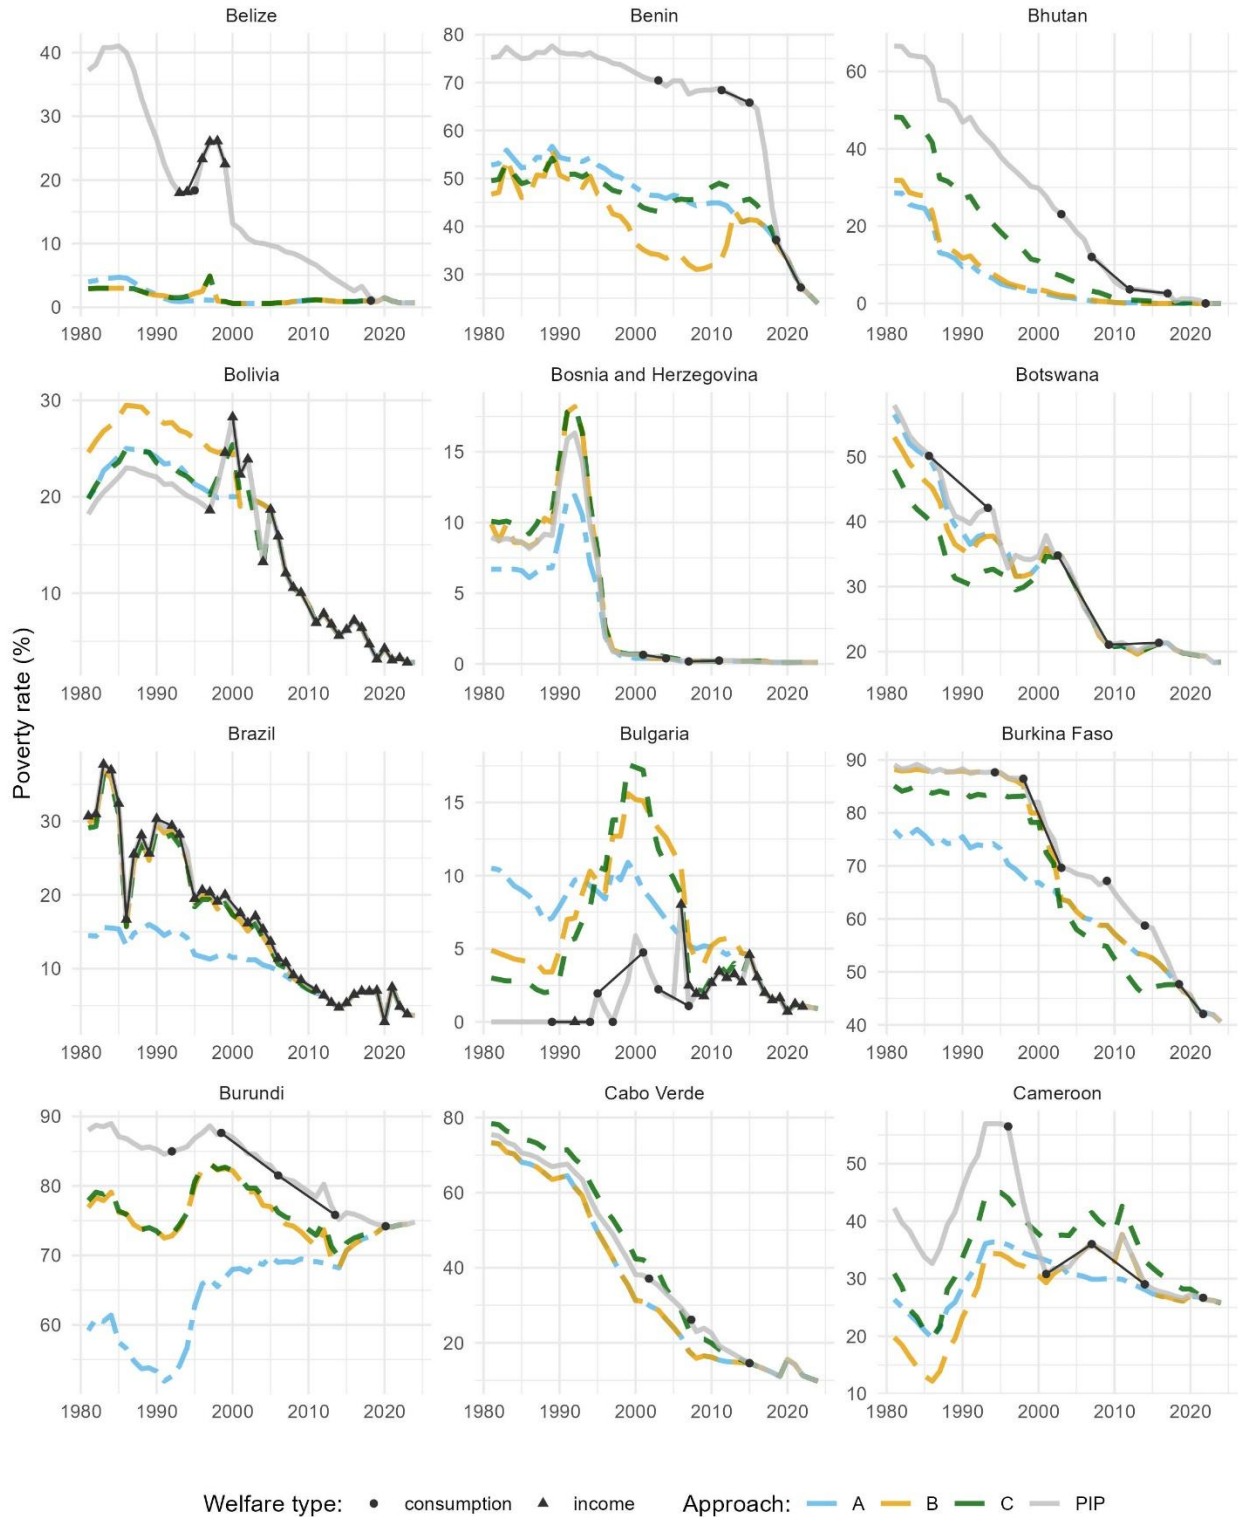 Belize
Benin
Bhutan
40
30
20
10
0
80
70
60
50
40
30
60
40
20
0
1980 1990 2000 2010 2020
1980 1990 2000 2010 2020
1980 1990 2000 2010 2020
Bolivia
Bosnia and Herzegovina
Botswana
30
20
10
15
10
5
0
50
40
30
20
1980 1990 2000 2010 2020
1980 1990 2000 2010 2020
1980 1990 2000 2010 2020
Poverty rate (%)
Brazil
Bulgaria
Burkina Faso
30
20
10
15
10
5
0
90
80
70
60
50
40
1980 1990 2000 2010 2020
1980 1990 2000 2010 2020
1980 1990 2000 2010 2020
Burundi
Cabo Verde
Cameroon
90
80
70
60
80
60
40
20
50
40
30
20
10
1980 1990 2000 2010 2020
1980 1990 2000 2010 2020
1980 1990 2000 2010 2020
Welfare type: consumption income Approach: A B C PIP